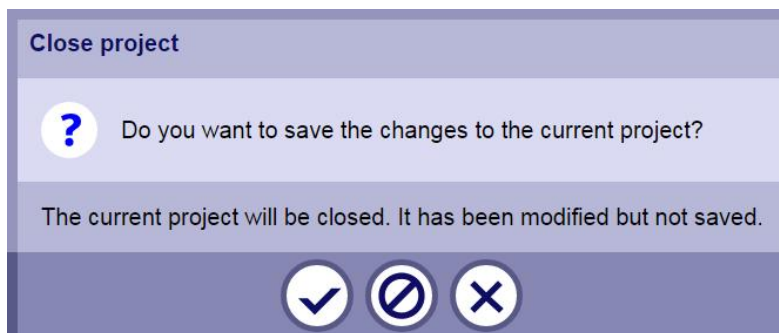 Close project
?
Do you want to save the changes to the current project?
The current project will be closed. It has been modified but not saved.